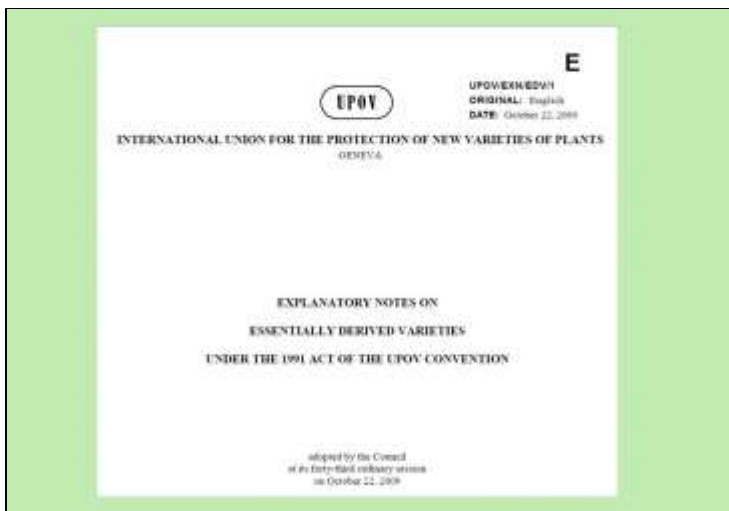 E
UPOV/EXN/EDV/1
ORIGINAL: English
DATE: October 22, 2009
UPOV
INTERNATIONAL UNION FOR THE PROTECTION OF NEW VARIETIES OF PLANTS
GENEVA
EXPLANATORY NOTES ON
ESSENTIALLY DERIVED VARIETIES
UNDER THE 1991 ACT OF THE UPOV CONVENTION
adopted by the Council
at its forty-third ordinary session
on October 22, 2009